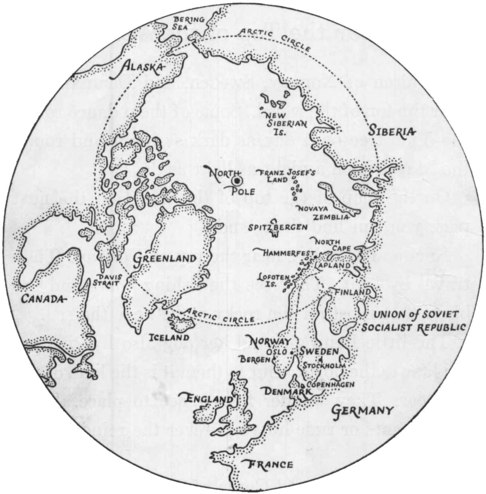 BERING
SEA
ARCTIC CIRCLE
ALASKA
NEW
SIBERIAN
IS.
SIBERIA
NORTH
POLE
FRANZ JOSEF'S
LAND
NOVAYA
ZEMBLIA
SPITZBERGEN
GREENLAND
HAMMERFEST
NORTH
CAPE
LAPLAND
DAVIS
STRAIT
LOFOTEN
IS.
FINLAND
CANADA
ARCTIC CIRCLE
UNION OF SOVIET
SOCIALIST REPUBLIC
ICELAND
NORWAY
OSLO
SWEDEN
BERGEN
STOCKHOLM
COPENHAGEN
DENMARK
ENGLAND
GERMANY
FRANCE